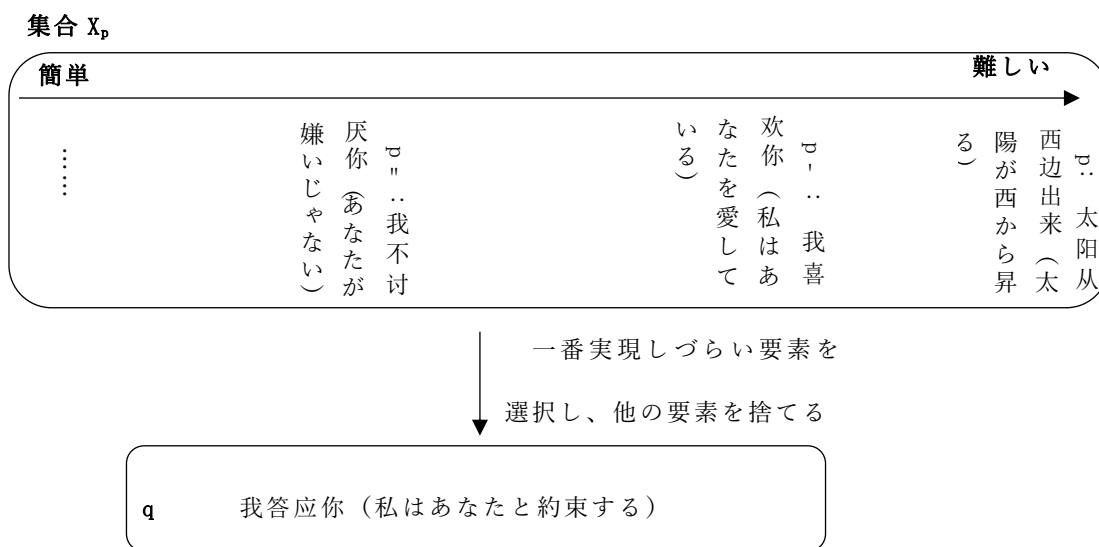 集合 Xp
簡単
難しい
……
p"：我不讨
厌你（あなたが
嫌いじゃない）
p'：我喜
欢你（私はあ
なたを愛して
いる）
p：太阳从
西边出来（太
陽が西から昇
る）
一番実現しづらい要素を
選択し、他の要素を捨てる
q 我答应你（私はあなたと約束する）